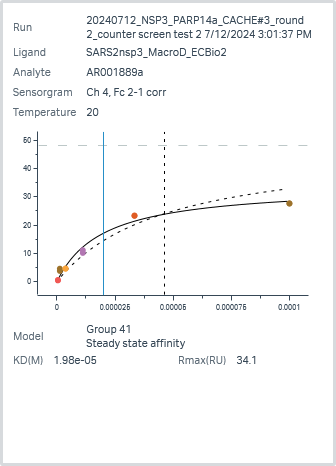 Run 20240712_NSP3_PARP14a_CACHE#3_round
2_counter screen test 2 7/12/2024 3:01:37 PM
Ligand SARS2nsp3_MacroD_ECBio2
Analyte AR001889a
Sensorgram Ch 4, Fc 2-1 corr
Temperature 20
60
50
40
30
20
10
0
0 0.000025 0.00005 0.000075 0.0001
Model Group 41
Steady state affinity
KD(M) 1.98e-05 Rmax(RU) 34.1